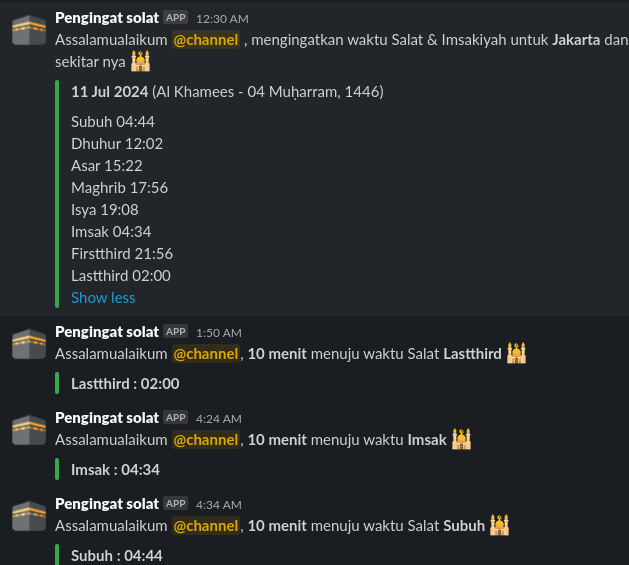 Pengingat solat APP 12:30 AM
Assalamualaikum @channel , mengingatkan waktu Salat & Imsakiyah untuk Jakarta dan
sekitar nya
11 Jul 2024 (Al Khamees - 04 Muḥarram, 1446)
Subuh 04:44
Dhuhur 12:02
Asar 15:22
Maghrib 17:56
Isya 19:08
Imsak 04:34
Firstthird 21:56
Lastthird 02:00
Show less
Pengingat solat APP 1:50 AM
Assalamualaikum @channel, 10 menit menuju waktu Salat Lastthird
Lastthird : 02:00
Pengingat solat APP 4:24 AM
Assalamualaikum @channel, 10 menit menuju waktu Imsak
Imsak : 04:34
Pengingat solat APP 4:34 AM
Assalamualaikum @channel, 10 menit menuju waktu Salat Subuh
Subuh : 04:44